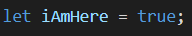 let iAmHere = true;